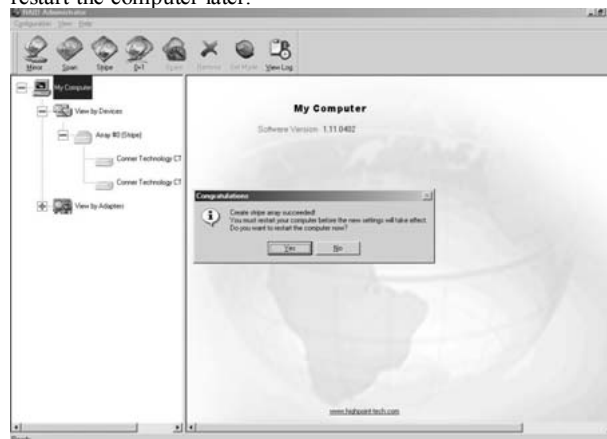 restart the computer later.
RAID Administrator
Configuration View Help
Mirror Span Stripe 0+1 Spare Remove Set Mode View Log
My Computer
View by Devices
Array #0 (Stripe)
Conner Technology CT
Conner Technology CT
View by Adapters
My Computer
Software Version 1.11.0402
Congratulations
Create stripe array succeeded!
You must restart your computer before the new settings will take effect.
Do you want to restart the computer now?
Yes No
www.highpoint-tech.com